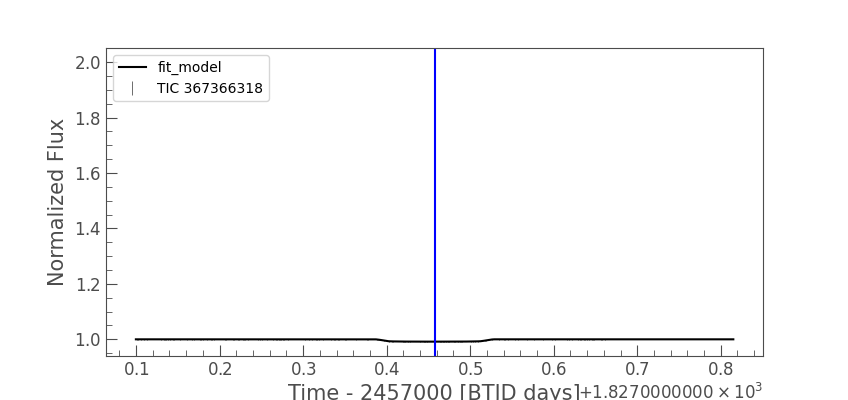 fit_model
TIC 367366318
2.0
1.8
1.6
1.4
1.2
1.0
Normalized Flux
0.1 0.2 0.3 0.4 0.5 0.6 0.7 0.8
Time - 2457000 [BTJD days]
+1.8270000000 × 10³